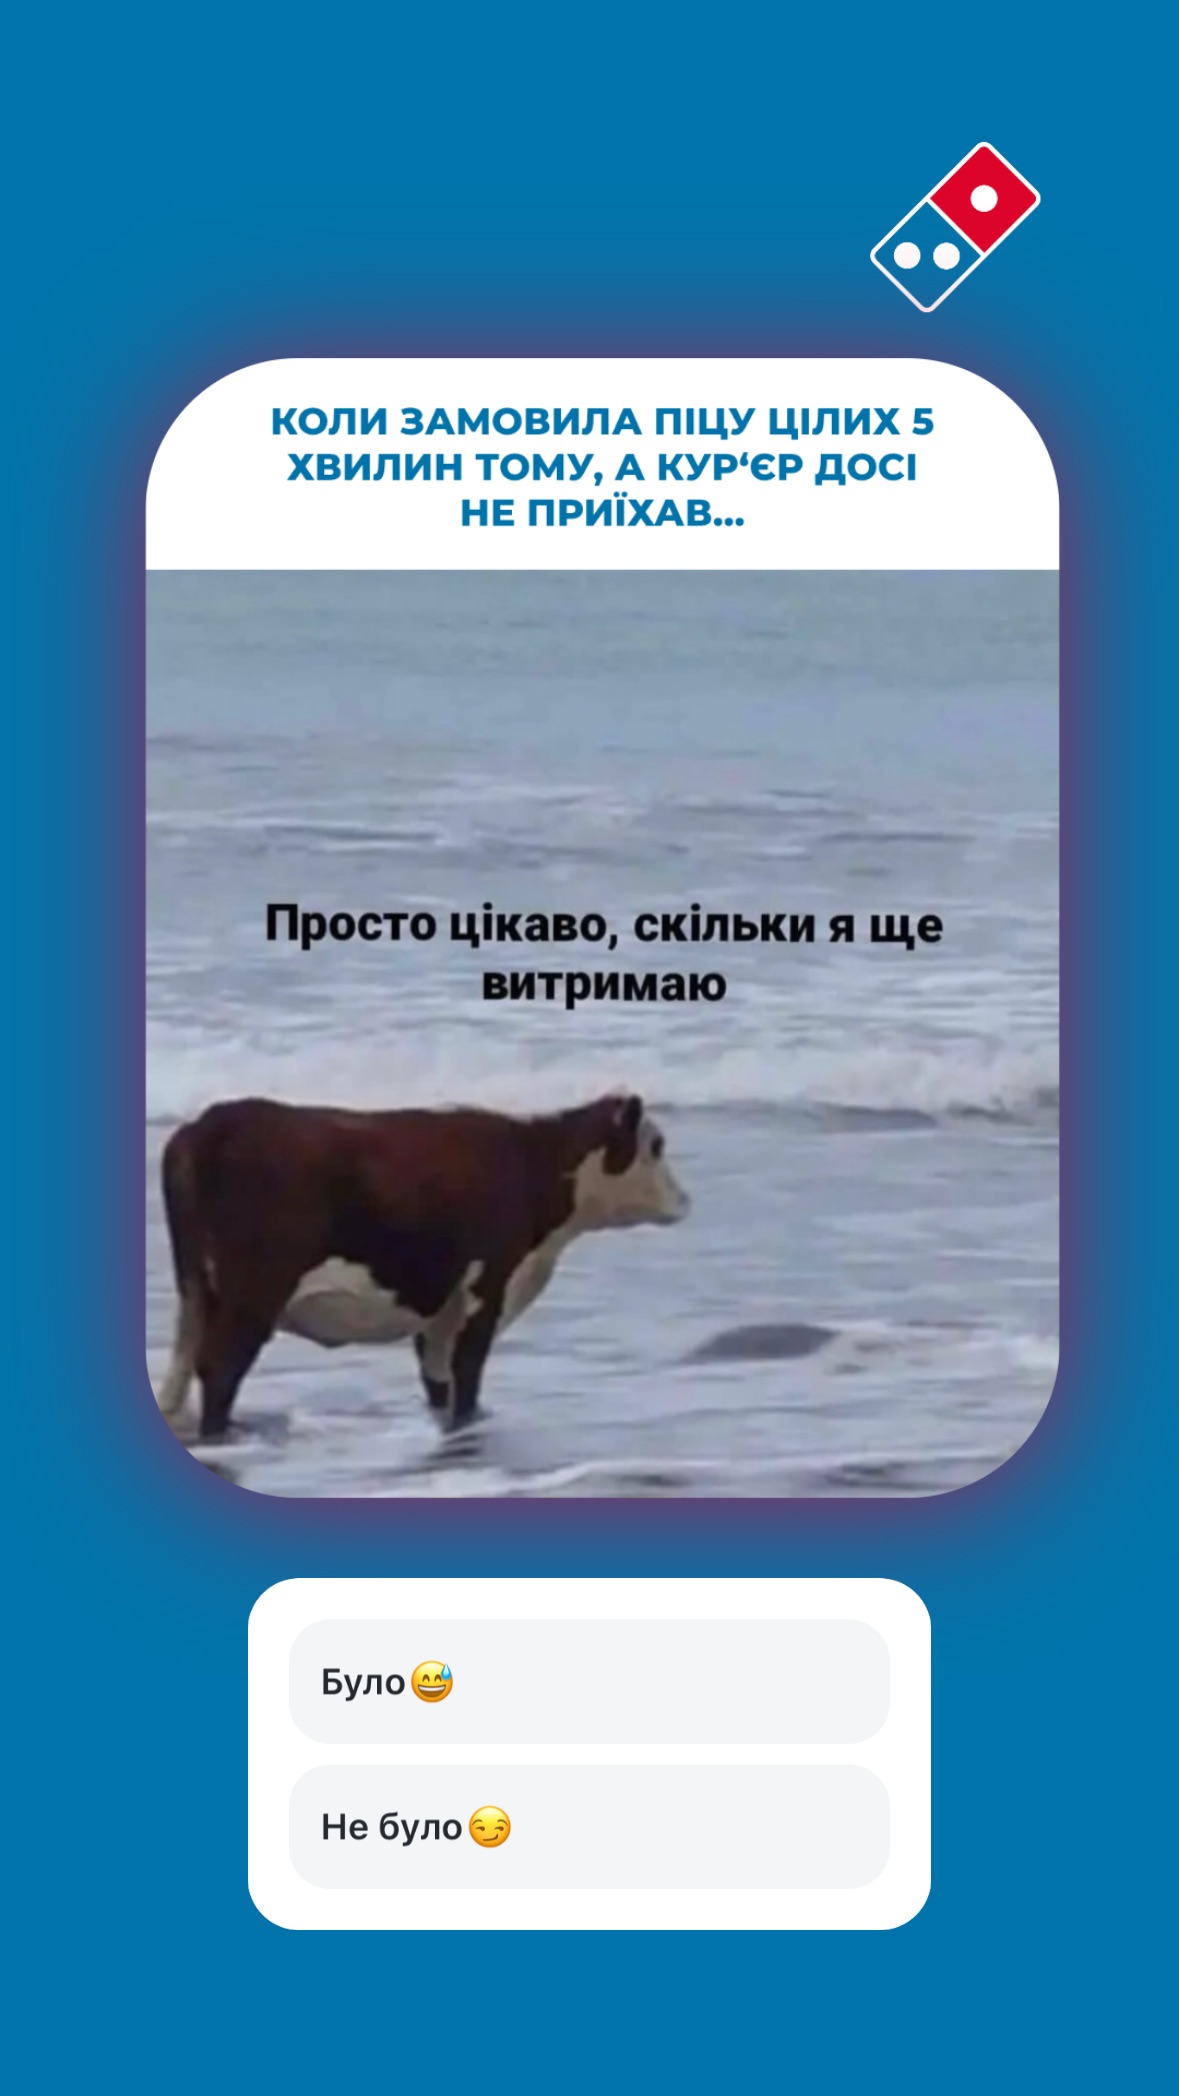 КОЛИ ЗАМОВИЛА ПІЦУ ЦІЛИХ 5
ХВИЛИН ТОМУ, А КУР‘ЄР ДОСІ
НЕ ПРИЇХАВ...
Просто цікаво, скільки я ще
витримаю
Було😅
Не було😏